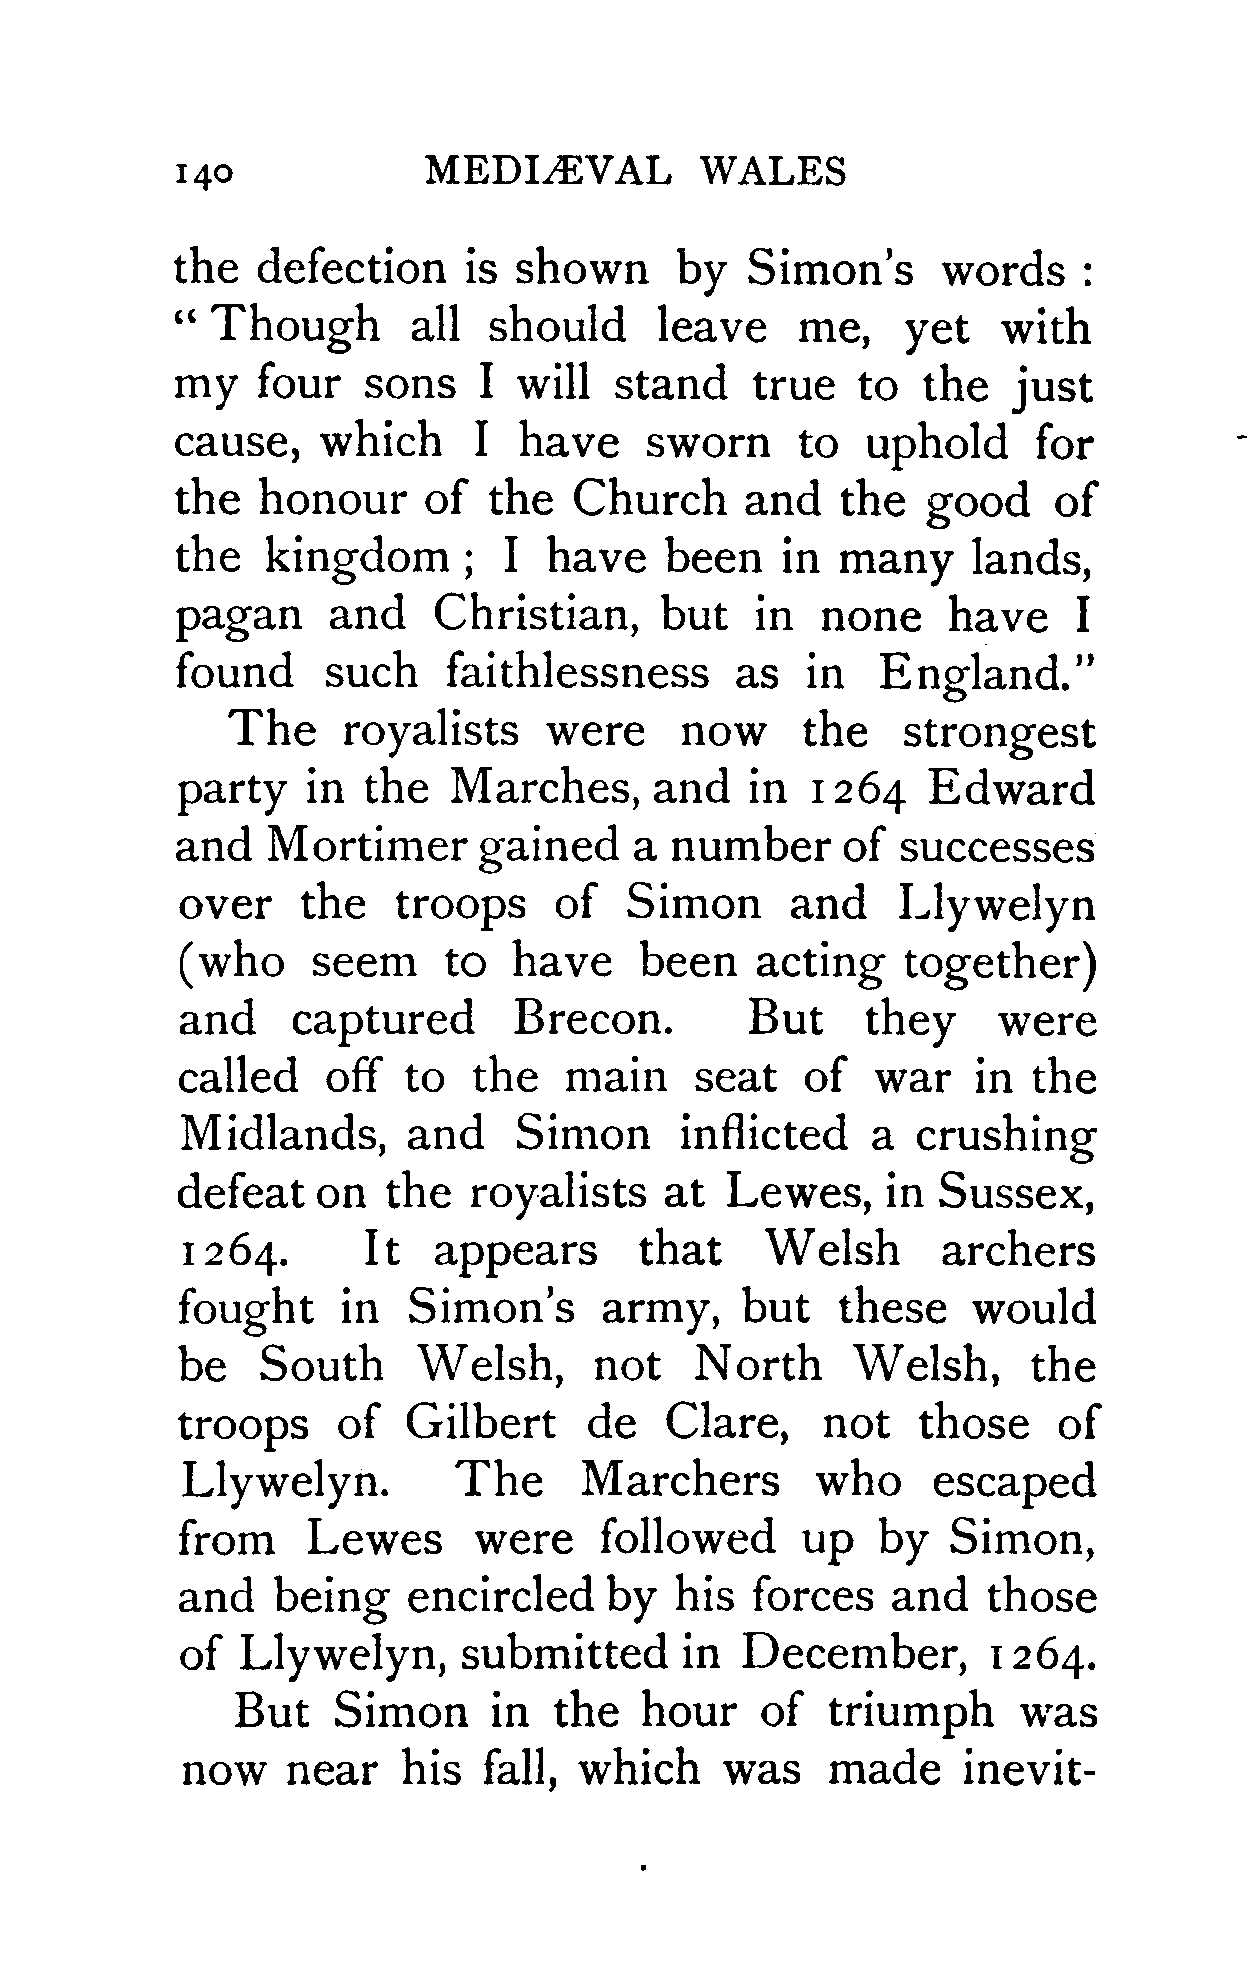 140 MEDIÆVAL WALES
the defection is shown by Simon's words :
“ Though all should leave me, yet with
my four sons I will stand true to the just
cause, which I have sworn to uphold for
the honour of the Church and the good of
the kingdom ; I have been in many lands,
pagan and Christian, but in none have I
found such faithlessness as in England.”
The royalists were now the strongest
party in the Marches, and in 1264 Edward
and Mortimer gained a number of successes
over the troops of Simon and Llywelyn
(who seem to have been acting together)
and captured Brecon. But they were
called off to the main seat of war in the
Midlands, and Simon inflicted a crushing
defeat on the royalists at Lewes, in Sussex,
1264. It appears that Welsh archers
fought in Simon's army, but these would
be South Welsh, not North Welsh, the
troops of Gilbert de Clare, not those of
Llywelyn. The Marchers who escaped
from Lewes were followed up by Simon,
and being encircled by his forces and those
of Llywelyn, submitted in December, 1264.
But Simon in the hour of triumph was
now near his fall, which was made inevit-